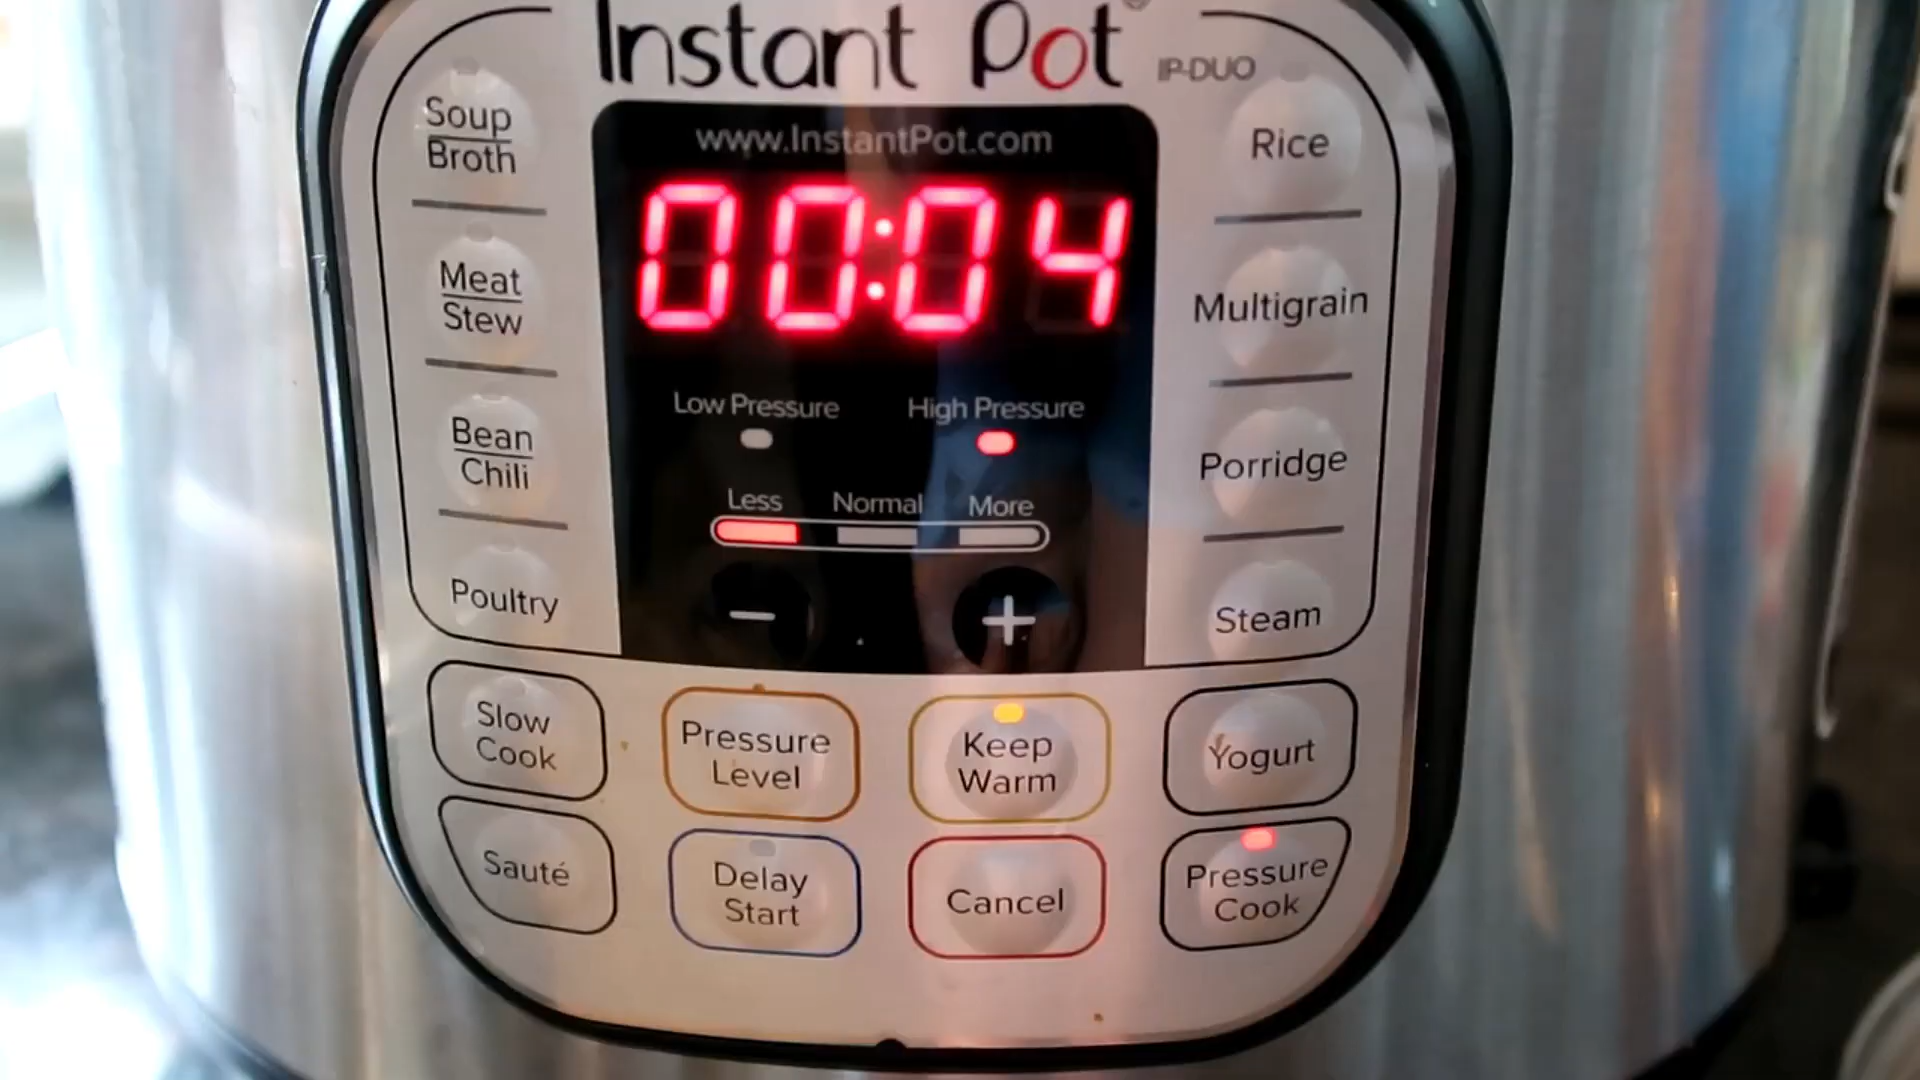 Instant Pot IP-DUO
www.InstantPot.com
00:04
Soup
Broth
Meat
Stew
Bean
Chili
Poultry
Low Pressure
High Pressure
Less Normal More
− +
Rice
Multigrain
Porridge
Steam
Slow
Cook
Pressure
Level
Keep
Warm
Yogurt
Sauté
Delay
Start
Cancel
Pressure
Cook